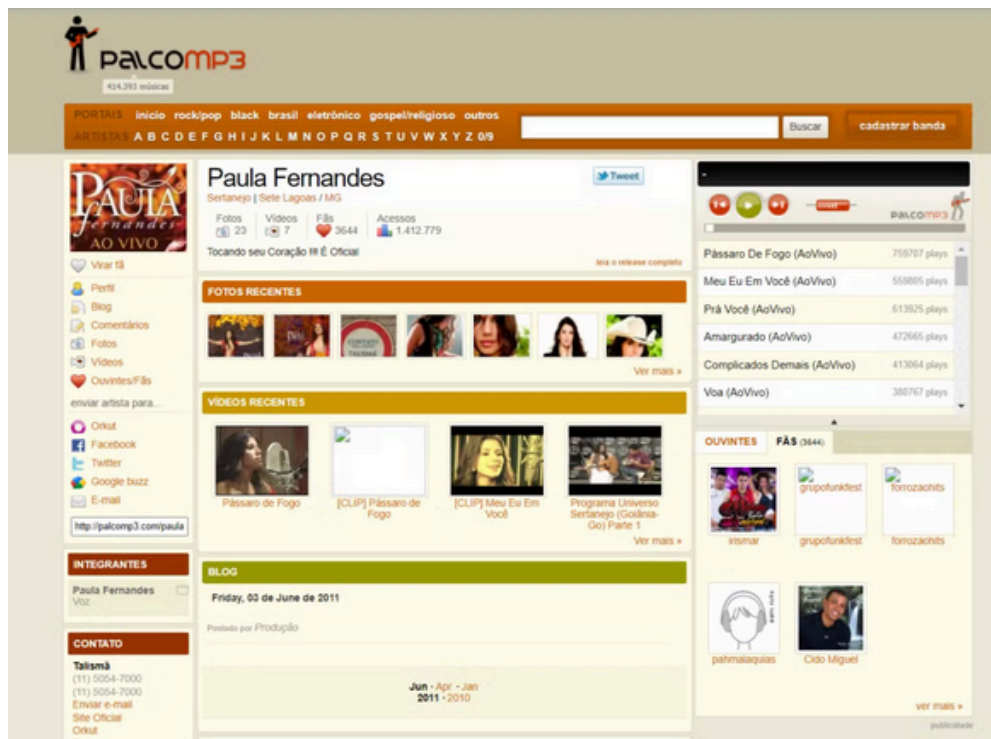 PALCOMP3
414.393 músicas
PORTAIS início rock/pop black brasil eletrônico gospel/religioso outros
ARTISTAS A B C D E F G H I J K L M N O P Q R S T U V W X Y Z 0/9
Buscar
cadastrar banda
PAULA
fernandes
AO VIVO
Virar fã
Perfil
Blog
Comentários
Fotos
Vídeos
Ouvintes/Fãs
enviar artista para...
Orkut
Facebook
Twitter
Google buzz
E-mail
http://palcomp3.com/paula
INTEGRANTES
Paula Fernandes
Voz
CONTATO
Talismã
(11) 5054-7000
(11) 5054-7000
Enviar e-mail
Site Oficial
Orkut
Paula Fernandes
Tweet
Sertanejo | Sete Lagoas / MG
Fotos Vídeos Fãs Acessos
23 7 3644 1.412.779
Tocando seu Coração !!!! É Oficial
leia o release completo
FOTOS RECENTES
Ver mais »
VÍDEOS RECENTES
Pássaro de Fogo
[CLIP] Pássaro de
Fogo
[CLIP] Meu Eu Em
Você
Programa Universo
Sertanejo (Goiânia-
Go) Parte 1
Ver mais »
BLOG
Friday, 03 de June de 2011
Postado por Produção
Jun - Apr - Jan
2011 - 2010
PALCOMP3
Pássaro De Fogo (AoVivo) 759707 plays
Meu Eu Em Você (AoVivo) 559805 plays
Prá Você (AoVivo) 613925 plays
Amargurado (AoVivo) 472665 plays
Complicados Demais (AoVivo) 413064 plays
Voa (AoVivo) 380767 plays
OUVINTES FÃS (3644)
grupofunkfest
forrozaohits
irismar
grupofunkfest
forrozaohits
pahmalaquias
Cido Miguel
ver mais »
publicidade